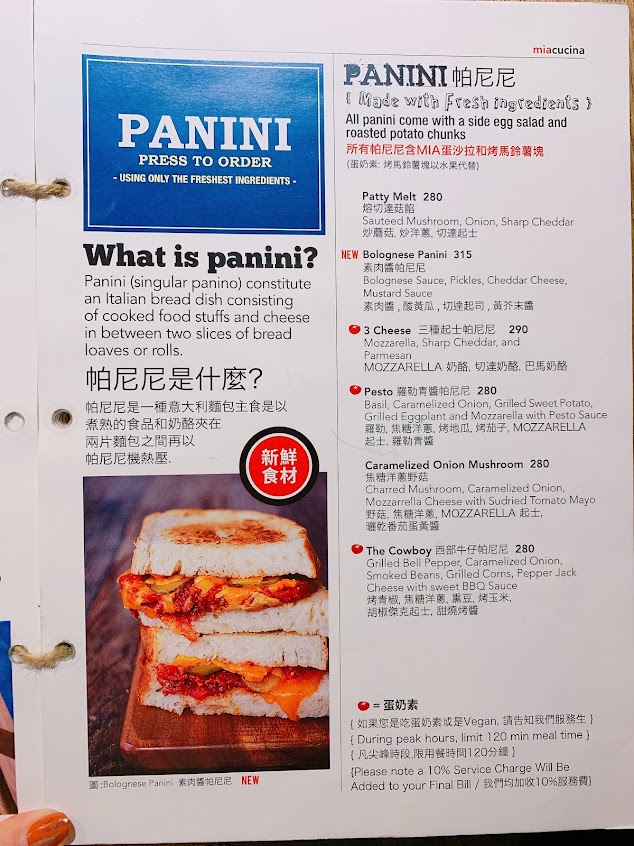 miacucina
PANINI
PRESS TO ORDER
- USING ONLY THE FRESHEST INGREDIENTS -
What is panini?
Panini (singular panino) constitute
an Italian bread dish consisting
of cooked food stuffs and cheese
in between two slices of bread
loaves or rolls.
帕尼尼是什麼?
帕尼尼是一種意大利麵包主食是以
煮熟的食品和奶酪夾在
兩片麵包之間再以
帕尼尼機熱壓.
新鮮
食材
圖 :Bolognese Panini 素肉醬帕尼尼 NEW
PANINI 帕尼尼
{ Made with Fresh ingredients }
All panini come with a side egg salad and
roasted potato chunks
所有帕尼尼含MIA蛋沙拉和烤馬鈴薯塊
(蛋奶素: 烤馬鈴薯塊以水果代替)
Patty Melt 280
熔切達菇餡
Sauteed Mushroom, Onion, Sharp Cheddar
炒蘑菇, 炒洋蔥, 切達起士
NEW Bolognese Panini 315
素肉醬帕尼尼
Bolognese Sauce, Pickles, Cheddar Cheese,
Mustard Sauce
素肉醬 , 酸黃瓜 , 切達起司 , 黃芥末醬
3 Cheese 三種起士帕尼尼 290
Mozzarella, Sharp Cheddar, and
Parmesan
MOZZARELLA 奶酪, 切達奶酪, 巴馬奶酪
Pesto 羅勒青醬帕尼尼 280
Basil, Caramelized Onion, Grilled Sweet Potato,
Grilled Eggplant and Mozzarella with Pesto Sauce
羅勒, 焦糖洋蔥, 烤地瓜, 烤茄子, MOZZARELLA
起士, 羅勒青醬
Caramelized Onion Mushroom 280
焦糖洋蔥野菇
Charred Mushroom, Caramelized Onion,
Mozzarrella Cheese with Sudried Tomato Mayo
野菇, 焦糖洋蔥, MOZZARELLA 起士,
曬乾番茄蛋黃醬
The Cowboy 西部牛仔帕尼尼 280
Grilled Bell Pepper, Caramelized Onion,
Smoked Beans, Grilled Corns, Pepper Jack
Cheese with sweet BBQ Sauce
烤青椒, 焦糖洋蔥, 熏豆, 烤玉米,
胡椒傑克起士, 甜燒烤醬
= 蛋奶素
{ 如果您是吃蛋奶素或是Vegan, 請告知我們服務生 }
{ During peak hours, limit 120 min meal time }
{ 凡尖峰時段,限用餐時間120分鐘 }
{Please note a 10% Service Charge Will Be
Added to your Final Bill / 我們均加收10%服務費}